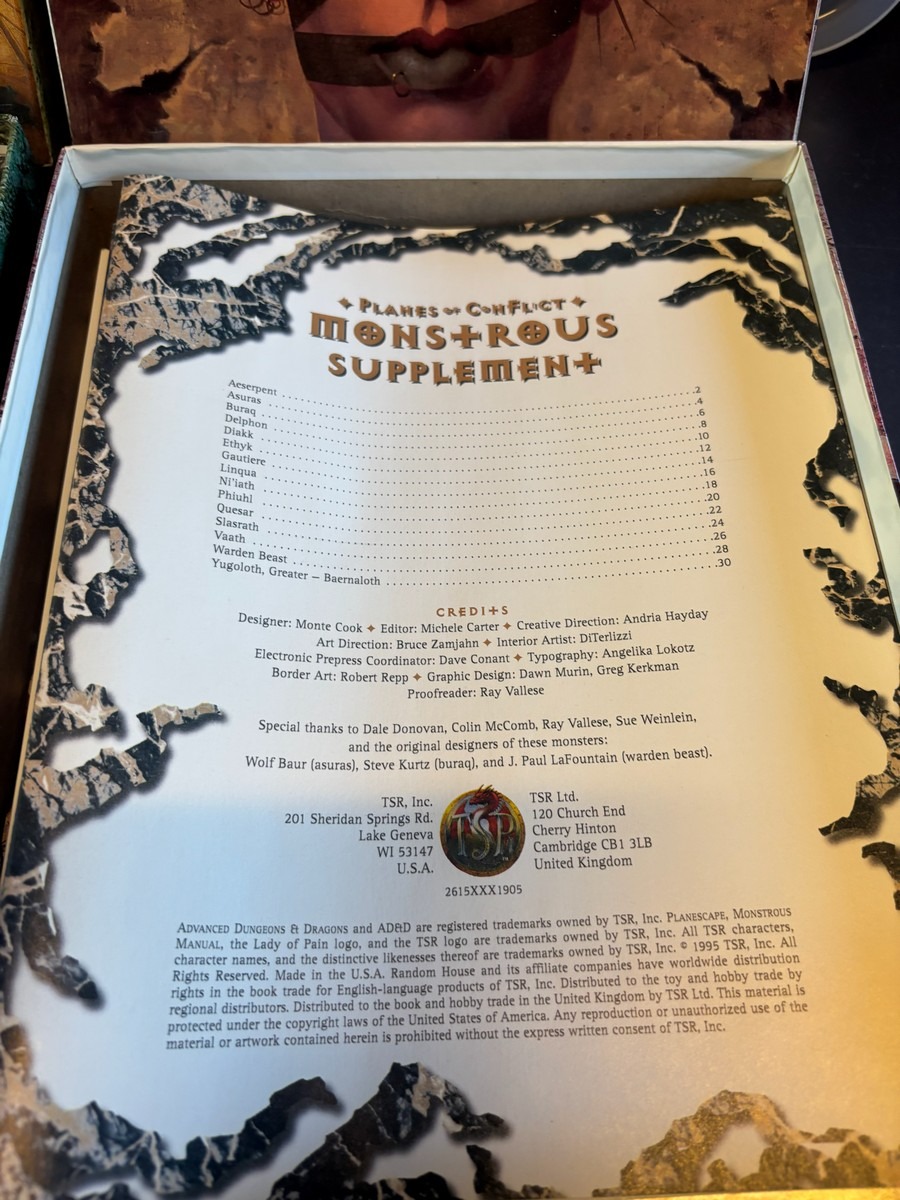 ✦ PLANES OF CONFLICT ✦
MONSTROUS
SUPPLEMENT
Aeserpent ........ 2
Asuras ........ 4
Buraq ........ 6
Delphon ........ 8
Diakk ........ 10
Ethyk ........ 12
Gautiere ........ 14
Linqua ........ 16
Ni'iath ........ 18
Phiuhl ........ 20
Quesar ........ 22
Slasrath ........ 24
Vaath ........ 26
Warden Beast ........ 28
Yugoloth, Greater – Baernaloth ........ 30
CREDITS
Designer: Monte Cook ✦ Editor: Michele Carter ✦ Creative Direction: Andria Hayday
Art Direction: Bruce Zamjahn ✦ Interior Artist: DiTerlizzi
Electronic Prepress Coordinator: Dave Conant ✦ Typography: Angelika Lokotz
Border Art: Robert Repp ✦ Graphic Design: Dawn Murin, Greg Kerkman
Proofreader: Ray Vallese
Special thanks to Dale Donovan, Colin McComb, Ray Vallese, Sue Weinlein,
and the original designers of these monsters:
Wolf Baur (asuras), Steve Kurtz (buraq), and J. Paul LaFountain (warden beast).
TSR, Inc.
201 Sheridan Springs Rd.
Lake Geneva
WI 53147
U.S.A.
TSR
TM
TSR Ltd.
120 Church End
Cherry Hinton
Cambridge CB1 3LB
United Kingdom
2615XXX1905
ADVANCED DUNGEONS & DRAGONS and AD&D are registered trademarks owned by TSR, Inc. PLANESCAPE, MONSTROUS
MANUAL, the Lady of Pain logo, and the TSR logo are trademarks owned by TSR, Inc. All TSR characters,
character names, and the distinctive likenesses thereof are trademarks owned by TSR, Inc. © 1995 TSR, Inc. All
Rights Reserved. Made in the U.S.A. Random House and its affiliate companies have worldwide distribution
rights in the book trade for English-language products of TSR, Inc. Distributed to the toy and hobby trade by
regional distributors. Distributed to the book and hobby trade in the United Kingdom by TSR Ltd. This material is
protected under the copyright laws of the United States of America. Any reproduction or unauthorized use of the
material or artwork contained herein is prohibited without the express written consent of TSR, Inc.